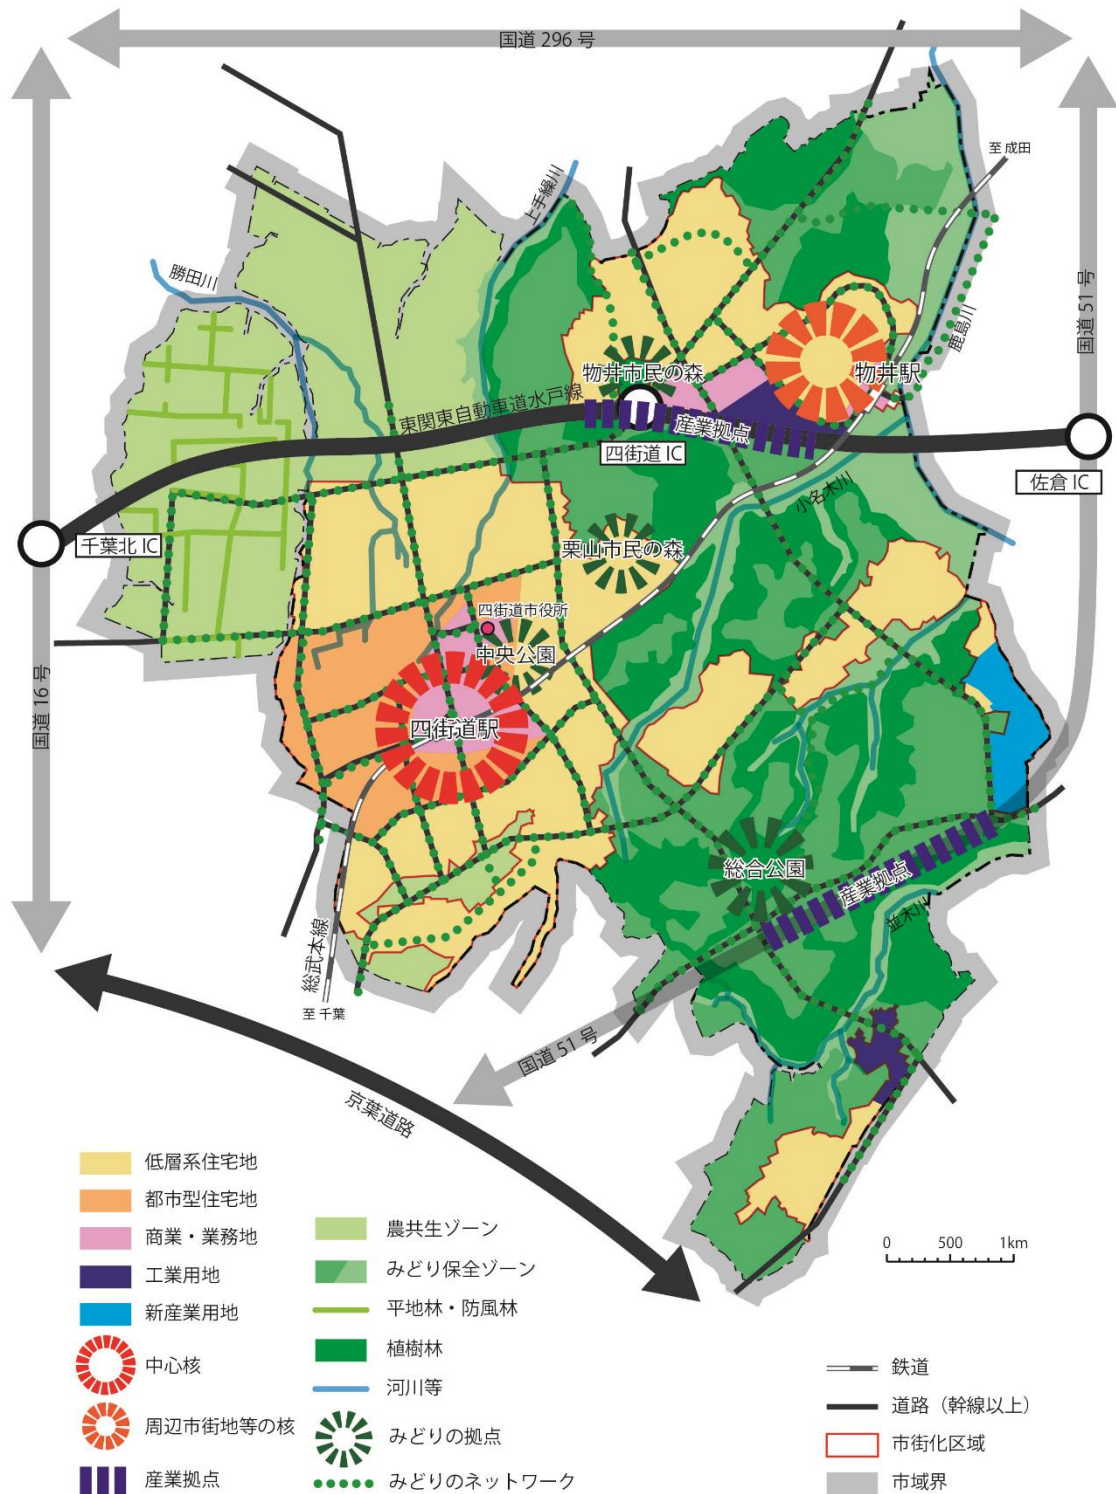 国道 296 号
至 成田
上手繰川
勝田川
国道 51 号
鹿島川
物井市民の森
物井駅
東関東自動車道水戸線
産業拠点
四街道 IC
佐倉 IC
小名木川
千葉北 IC
栗山市民の森
四街道市役所
中央公園
国道 16 号
四街道駅
総合公園
産業拠点
並木川
総武本線
至 千葉
国道 51 号
京葉道路
低層系住宅地
都市型住宅地
商業・業務地
工業用地
新産業用地
中心核
周辺市街地等の核
産業拠点
農共生ゾーン
みどり保全ゾーン
平地林・防風林
植樹林
河川等
みどりの拠点
みどりのネットワーク
0 500 1km
鉄道
道路（幹線以上）
市街化区域
市域界